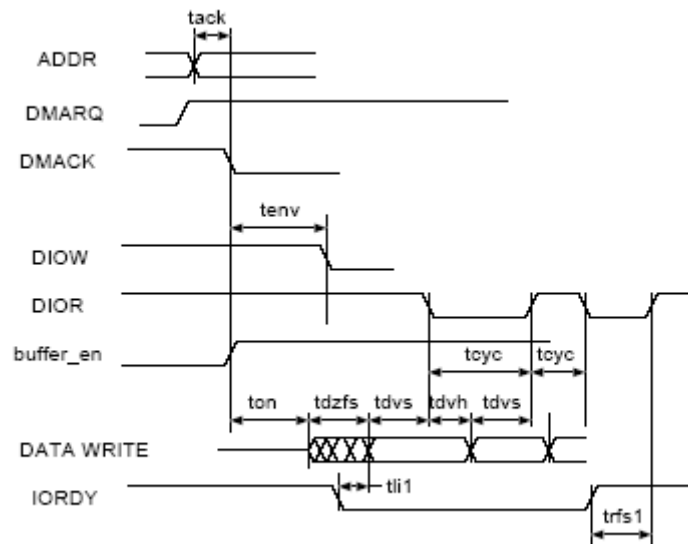 tack
ADDR
DMARQ
DMACK
tenv
DIOW
DIOR
buffer_en
tcyc tcyc
ton tdzfs tdvs tdvh tdvs
DATA WRITE
tli1
IORDY
trfs1